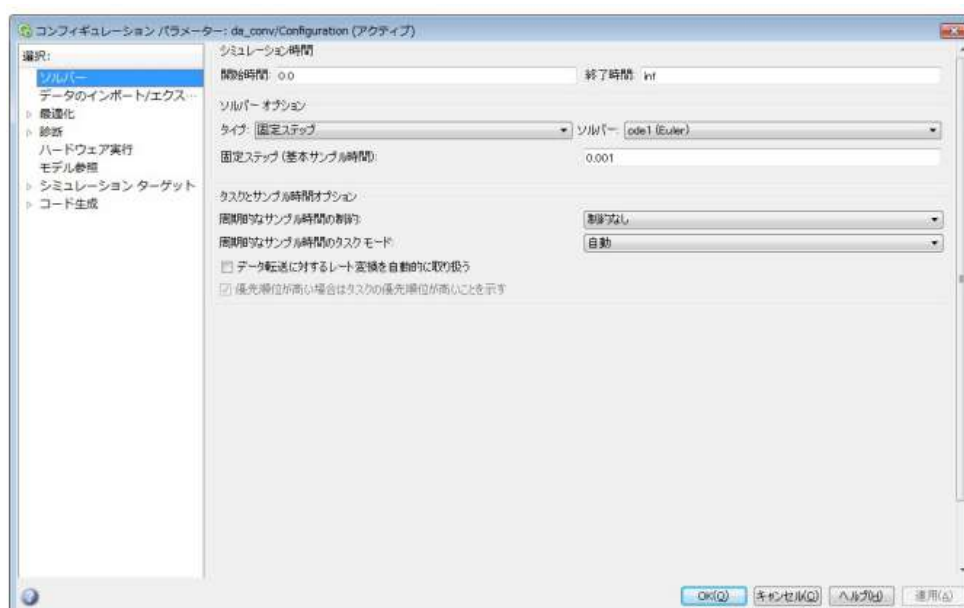 コンフィギュレーション パラメーター: da_conv/Configuration (アクティブ)
選択:
ソルバー
データのインポート/エクス…
最適化
診断
ハードウェア実行
モデル参照
シミュレーション ターゲット
コード生成
シミュレーション時間
開始時間: 0.0
終了時間: inf
ソルバー オプション
タイプ: 固定ステップ
ソルバー: ode1 (Euler)
固定ステップ (基本サンプル時間):
0.001
タスクとサンプル時間オプション
周期的なサンプル時間の制約:
制約なし
周期的なサンプル時間のタスク モード:
自動
データ転送に対するレート変換を自動的に取り扱う
優先順位が高い場合はタスクの優先順位が高いことを示す
OK(O)
キャンセル(C)
ヘルプ(H)
適用(A)